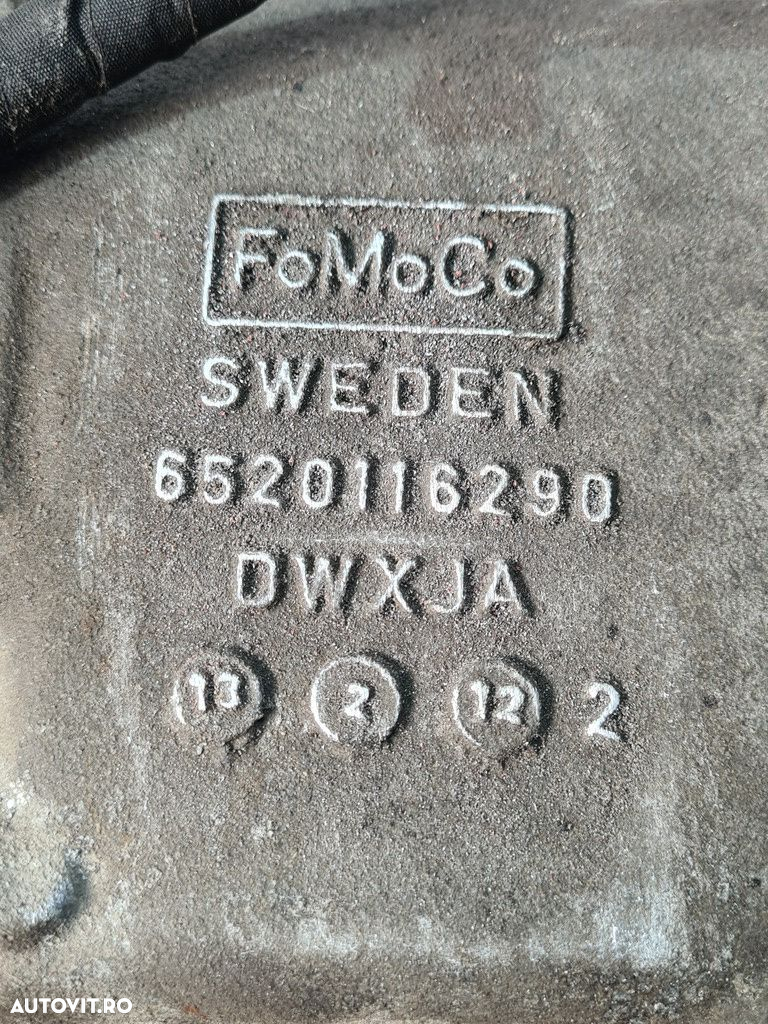 FoMoCo
SWEDEN
6520116290
DWXJA
13 2 12 2
AUTOVIT.RO